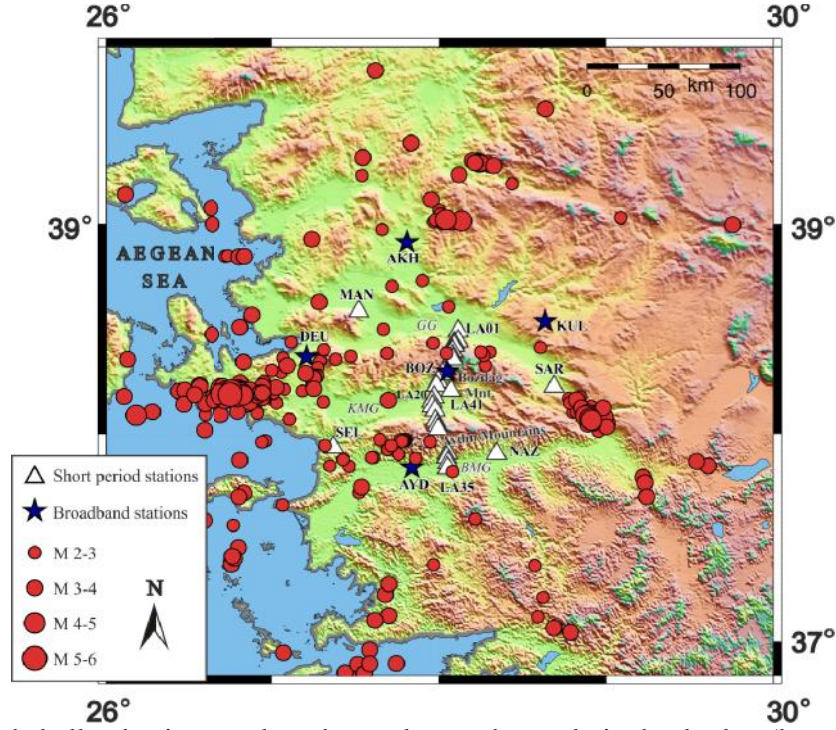 26°
30°
0 50 km 100
39°
39°
AEGEAN
SEA
AKH
MAN
GG
LA01
KUL
DEU
BOZ
Bozdag
Mnt.
SAR
LA20
LA41
KMG
SEL
Aydin Mountains
NAZ
BMG
AYD
LA35
Short period stations
Broadband stations
M 2-3
M 3-4
M 4-5
M 5-6
N
37°
26°
30°